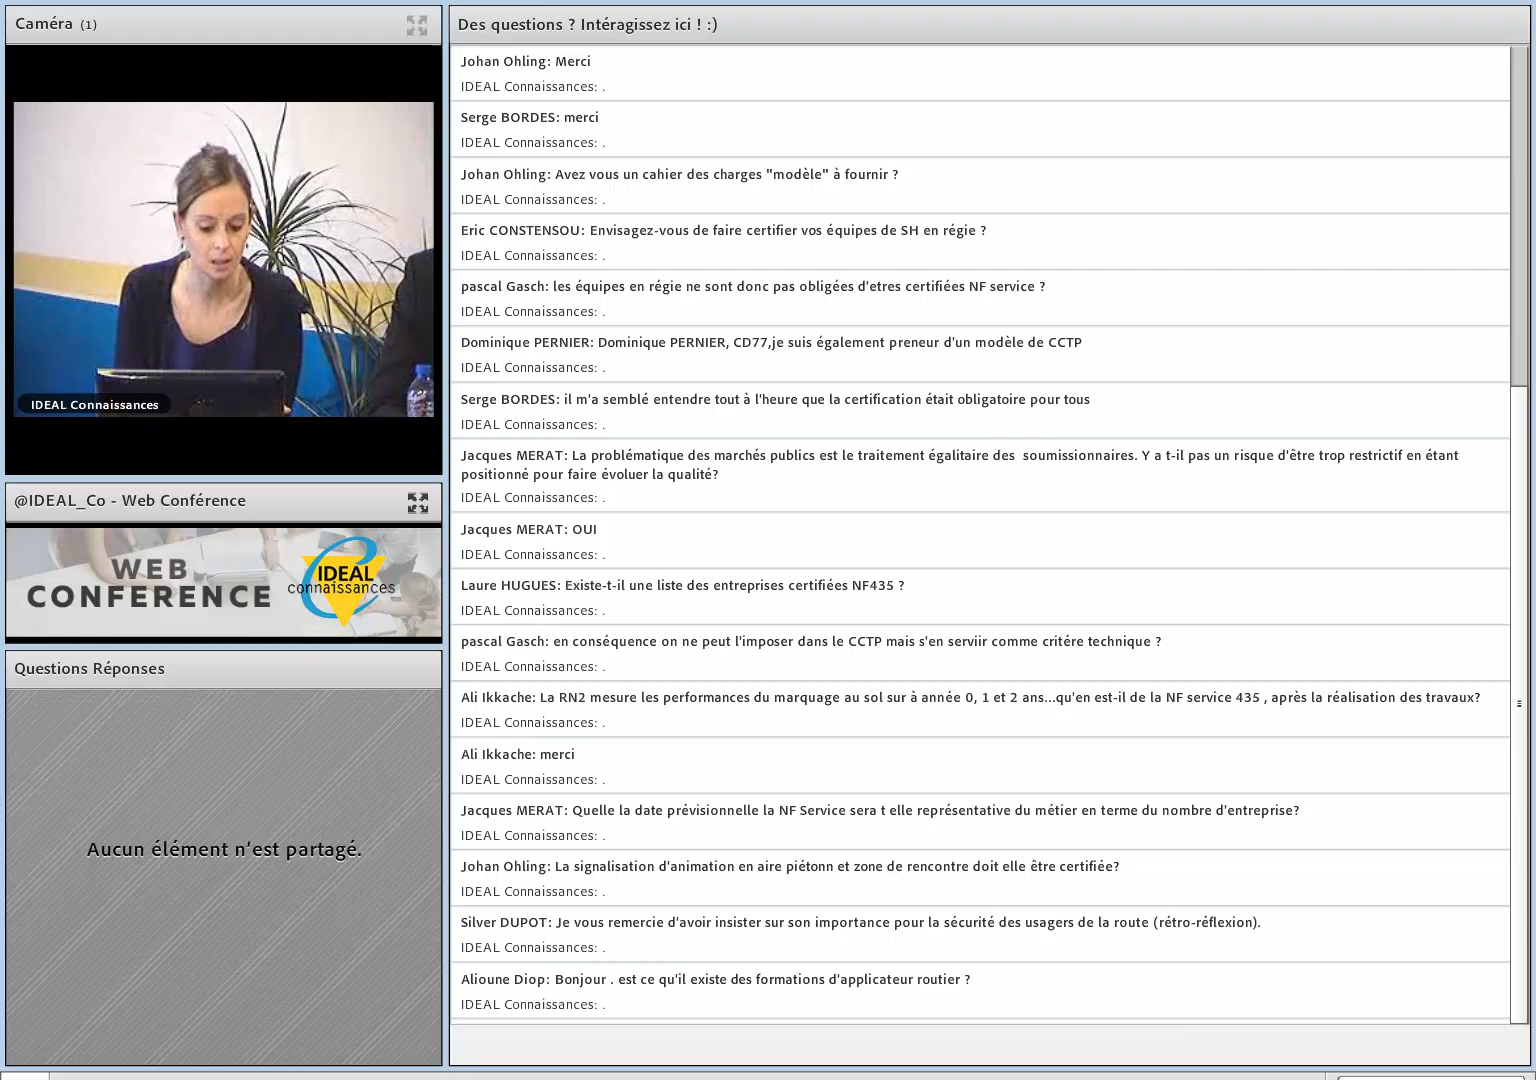 Caméra (1)
IDEAL Connaissances
@IDEAL_Co - Web Conférence
WEB
CONFERENCE
IDEAL
connaissances
Questions Réponses
Aucun élément n'est partagé.
Des questions ? Intéragissez ici ! :)
Johan Ohling: Merci
IDEAL Connaissances: .
Serge BORDES: merci
IDEAL Connaissances: .
Johan Ohling: Avez vous un cahier des charges "modèle" à fournir ?
IDEAL Connaissances: .
Eric CONSTENSOU: Envisagez-vous de faire certifier vos équipes de SH en régie ?
IDEAL Connaissances: .
pascal Gasch: les équipes en régie ne sont donc pas obligées d'etres certifiées NF service ?
IDEAL Connaissances: .
Dominique PERNIER: Dominique PERNIER, CD77,je suis également preneur d'un modèle de CCTP
IDEAL Connaissances: .
Serge BORDES: il m'a semblé entendre tout à l'heure que la certification était obligatoire pour tous
IDEAL Connaissances: .
Jacques MERAT: La problématique des marchés publics est le traitement égalitaire des  soumissionnaires. Y a t-il pas un risque d'être trop restrictif en étant
positionné pour faire évoluer la qualité?
IDEAL Connaissances: .
Jacques MERAT: OUI
IDEAL Connaissances: .
Laure HUGUES: Existe-t-il une liste des entreprises certifiées NF435 ?
IDEAL Connaissances: .
pascal Gasch: en conséquence on ne peut l'imposer dans le CCTP mais s'en serviir comme critére technique ?
IDEAL Connaissances: .
Ali Ikkache: La RN2 mesure les performances du marquage au sol sur à année 0, 1 et 2 ans...qu'en est-il de la NF service 435 , après la réalisation des travaux?
IDEAL Connaissances: .
Ali Ikkache: merci
IDEAL Connaissances: .
Jacques MERAT: Quelle la date prévisionnelle la NF Service sera t elle représentative du métier en terme du nombre d'entreprise?
IDEAL Connaissances: .
Johan Ohling: La signalisation d'animation en aire piétonn et zone de rencontre doit elle être certifiée?
IDEAL Connaissances: .
Silver DUPOT: Je vous remercie d'avoir insister sur son importance pour la sécurité des usagers de la route (rétro-réflexion).
IDEAL Connaissances: .
Alioune Diop: Bonjour . est ce qu'il existe des formations d'applicateur routier ?
IDEAL Connaissances: .